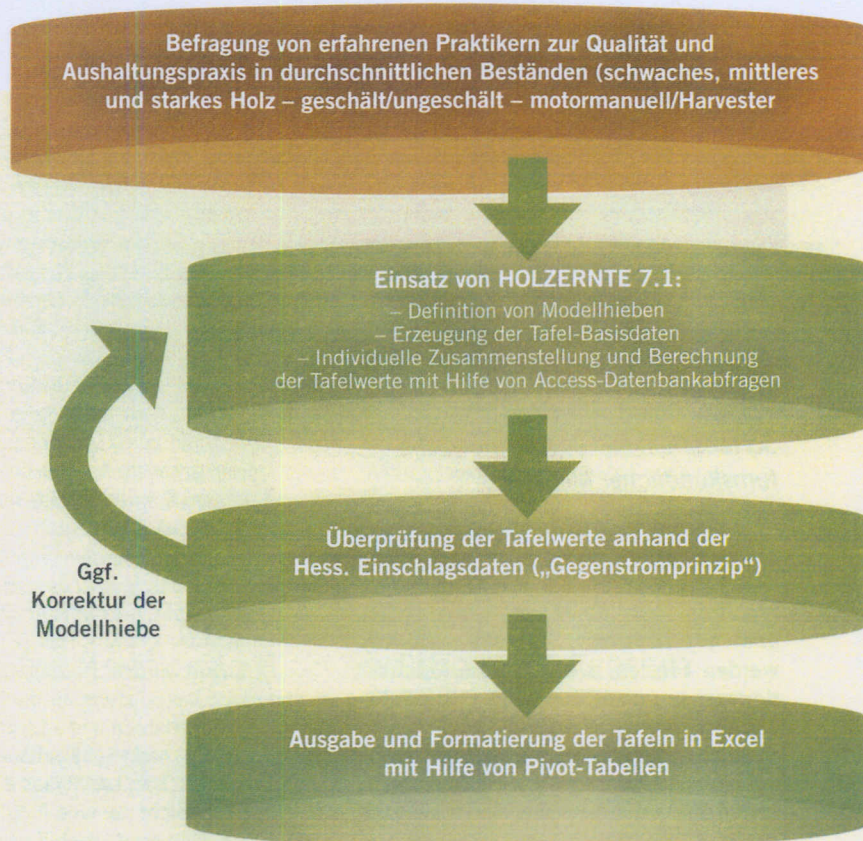 Befragung von erfahrenen Praktikern zur Qualität und
Aushaltungspraxis in durchschnittlichen Beständen (schwaches, mittleres
und starkes Holz – geschält/ungeschält – motormanuell/Harvester
Einsatz von HOLZERNTE 7.1:
– Definition von Modellhieben
– Erzeugung der Tafel-Basisdaten
– Individuelle Zusammenstellung und Berechnung
der Tafelwerte mit Hilfe von Access-Datenbankabfragen
Überprüfung der Tafelwerte anhand der
Hess. Einschlagsdaten („Gegenstromprinzip“)
Ggf.
Korrektur der
Modellhiebe
Ausgabe und Formatierung der Tafeln in Excel
mit Hilfe von Pivot-Tabellen